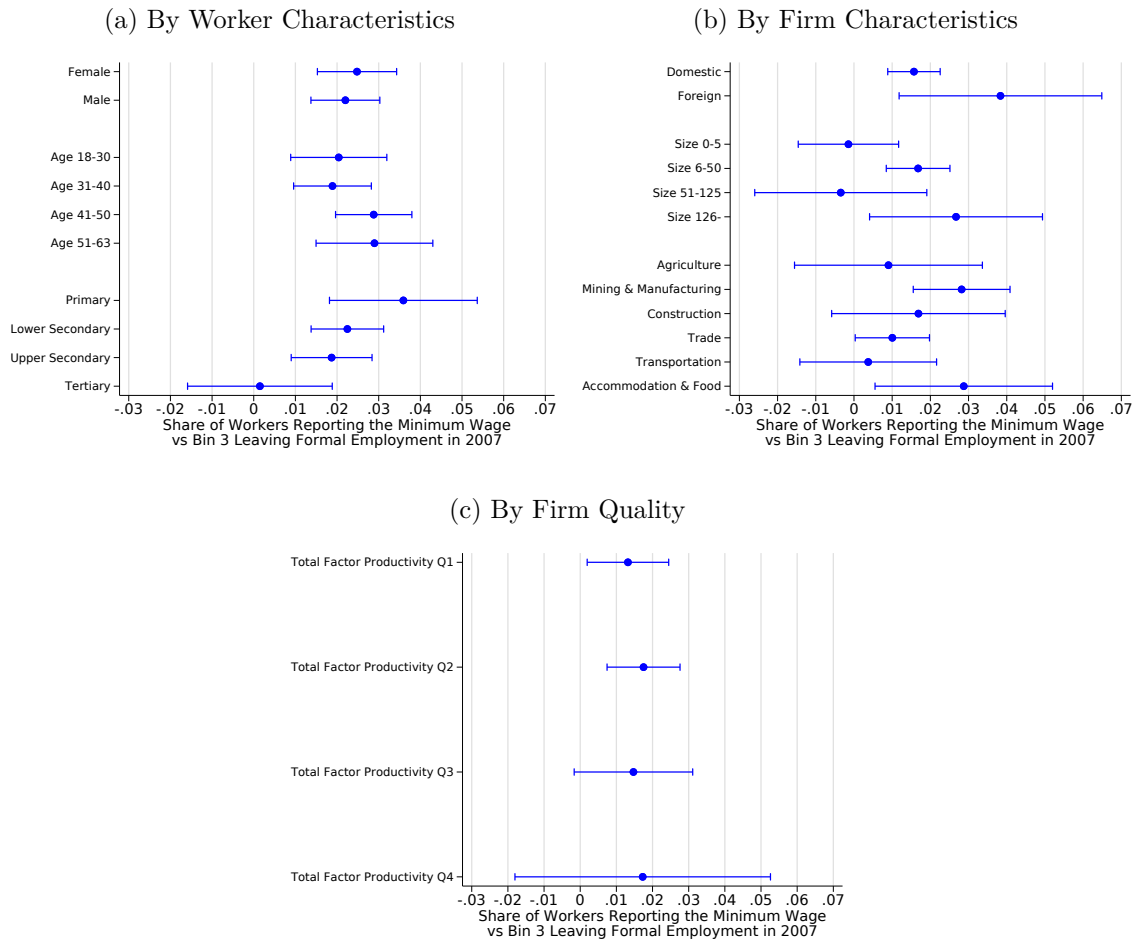 (a) By Worker Characteristics
Female
Male
Age 18-30
Age 31-40
Age 41-50
Age 51-63
Primary
Lower Secondary
Upper Secondary
Tertiary
-.03 -.02 -.01 0 .01 .02 .03 .04 .05 .06 .07
Share of Workers Reporting the Minimum Wage
vs Bin 3 Leaving Formal Employment in 2007
(b) By Firm Characteristics
Domestic
Foreign
Size 0-5
Size 6-50
Size 51-125
Size 126-
Agriculture
Mining & Manufacturing
Construction
Trade
Transportation
Accommodation & Food
-.03 -.02 -.01 0 .01 .02 .03 .04 .05 .06 .07
Share of Workers Reporting the Minimum Wage
vs Bin 3 Leaving Formal Employment in 2007
(c) By Firm Quality
Total Factor Productivity Q1
Total Factor Productivity Q2
Total Factor Productivity Q3
Total Factor Productivity Q4
-.03 -.02 -.01 0 .01 .02 .03 .04 .05 .06 .07
Share of Workers Reporting the Minimum Wage
vs Bin 3 Leaving Formal Employment in 2007